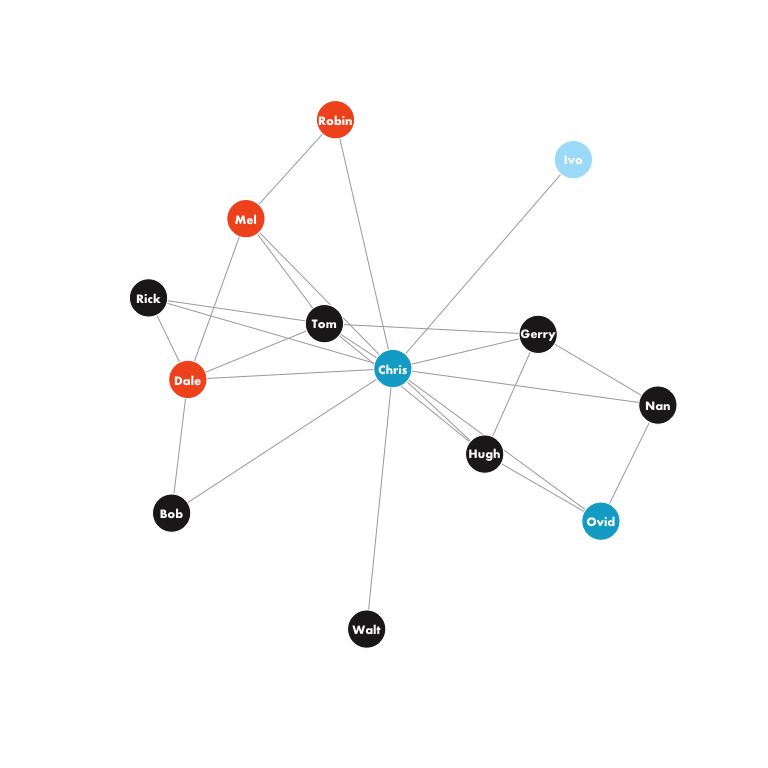 Robin
Ivo
Mel
Rick
Tom
Gerry
Chris
Dale
Nan
Hugh
Bob
Ovid
Walt